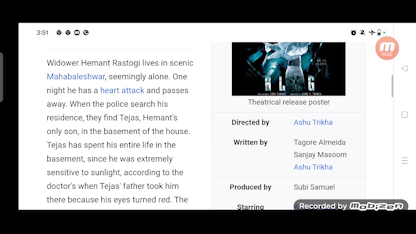 3:51
Widower Hemant Rastogi lives in scenic
Mahabaleshwar, seemingly alone. One
night he has a heart attack and passes
away. When the police search his
residence, they find Tejas, Hemant's
only son, in the basement of the house.
Tejas has spent his entire life in the
basement, since he was extremely
sensitive to sunlight, according to the
doctor's when Tejas' father took him
there because his eyes turned red. The
ALAG
Theatrical release poster
Directed by Ashu Trikha
Written by Tagore Almeida
Sanjay Masoom
Ashu Trikha
Produced by Subi Samuel
Starring
Recorded by Mobizen